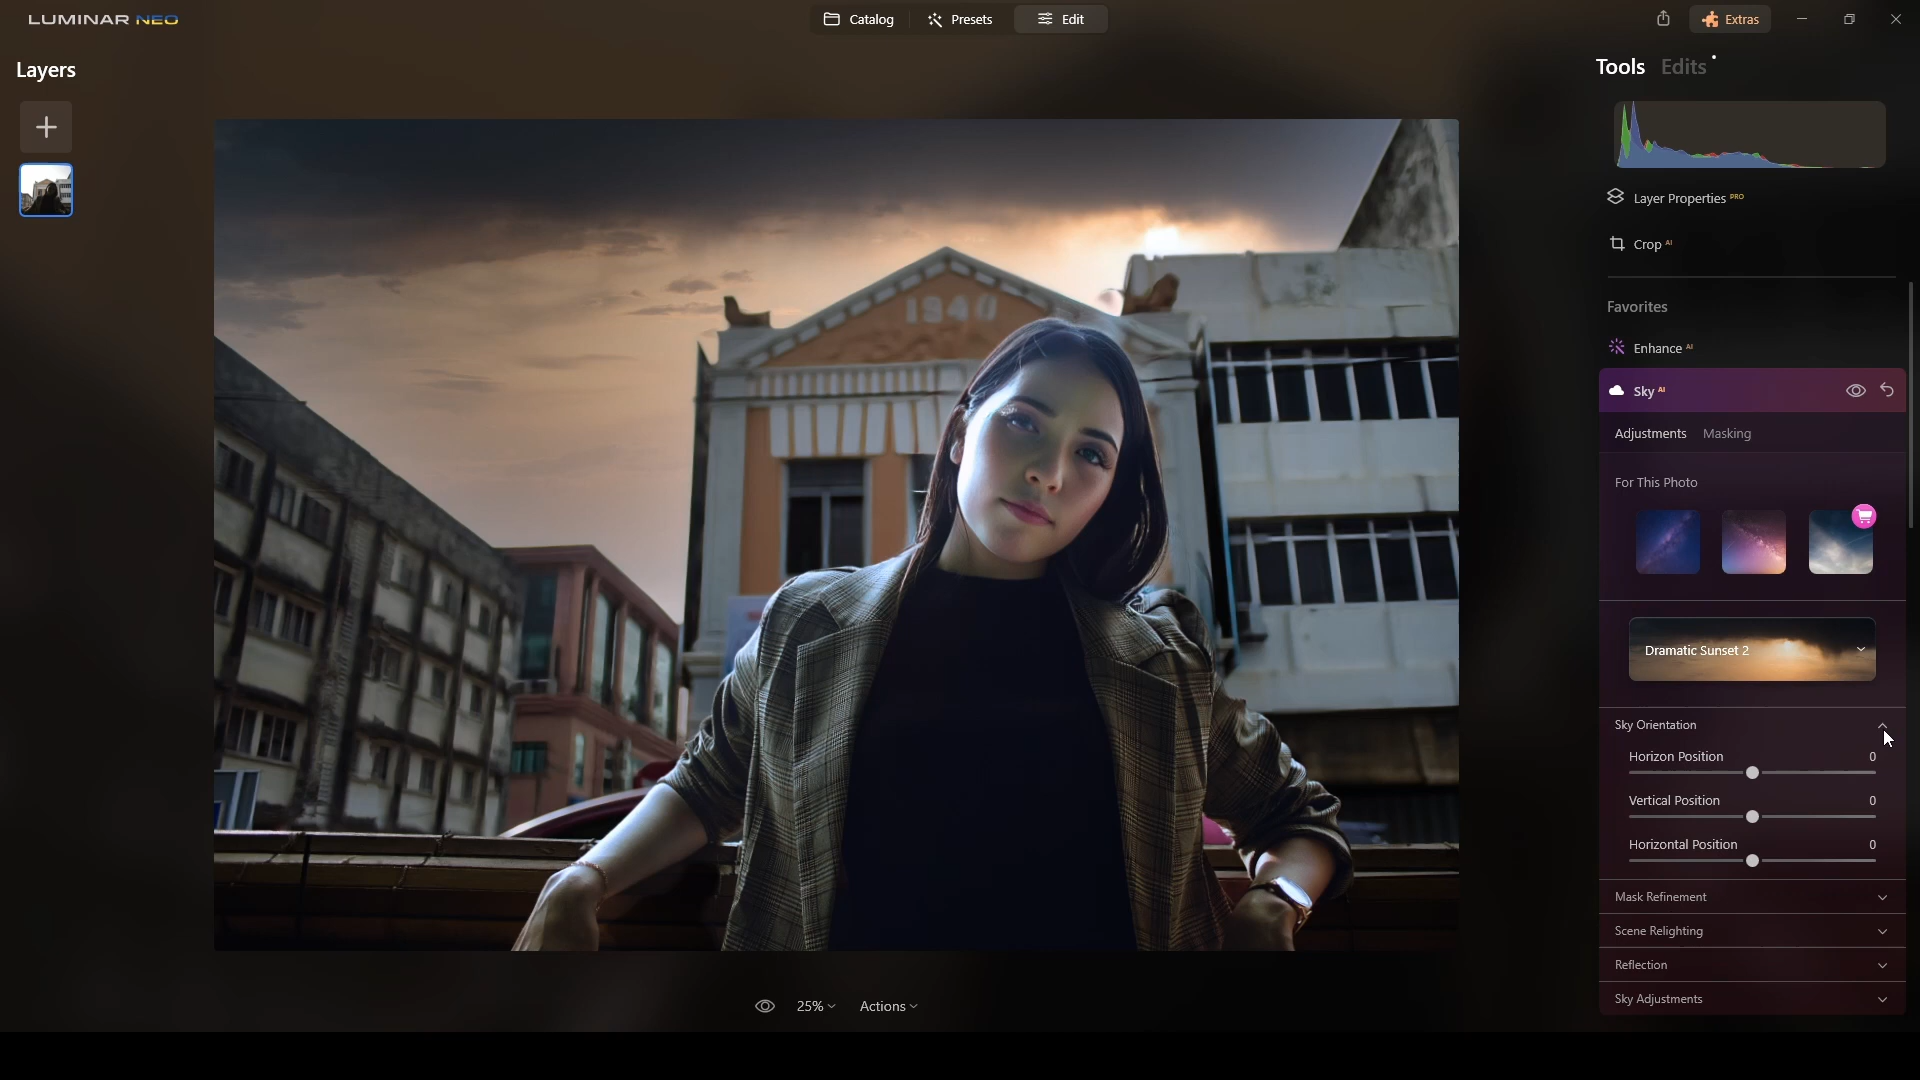 LUMINAR NEO
Catalog
Presets
Edit
Extras
Layers
Tools Edits
Layer Properties PRO
Crop AI
Favorites
Enhance AI
Sky AI
Adjustments Masking
For This Photo
Dramatic Sunset 2
Sky Orientation
Horizon Position 0
Vertical Position 0
Horizontal Position 0
Mask Refinement
Scene Relighting
Reflection
Sky Adjustments
1940
25%
Actions